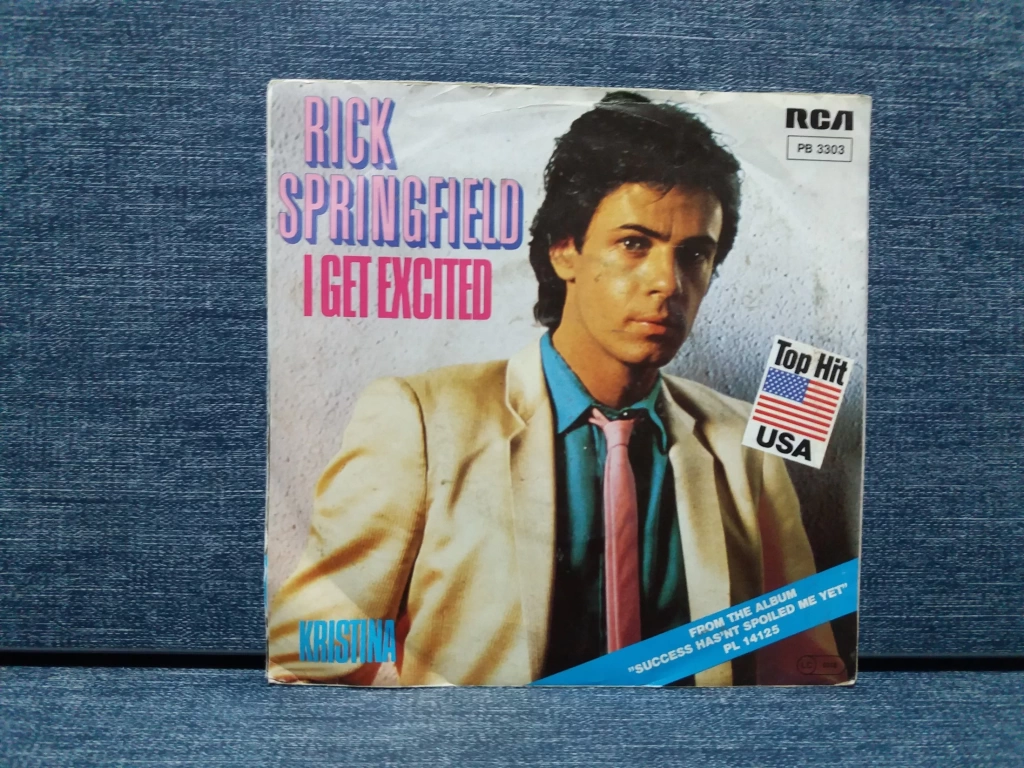 RICK
SPRINGFIELD
I GET EXCITED
RCA
PB 3303
Top Hit
USA
KRISTINA
FROM THE ALBUM
"SUCCESS HAS'NT SPOILED ME YET"
PL 14125
LC